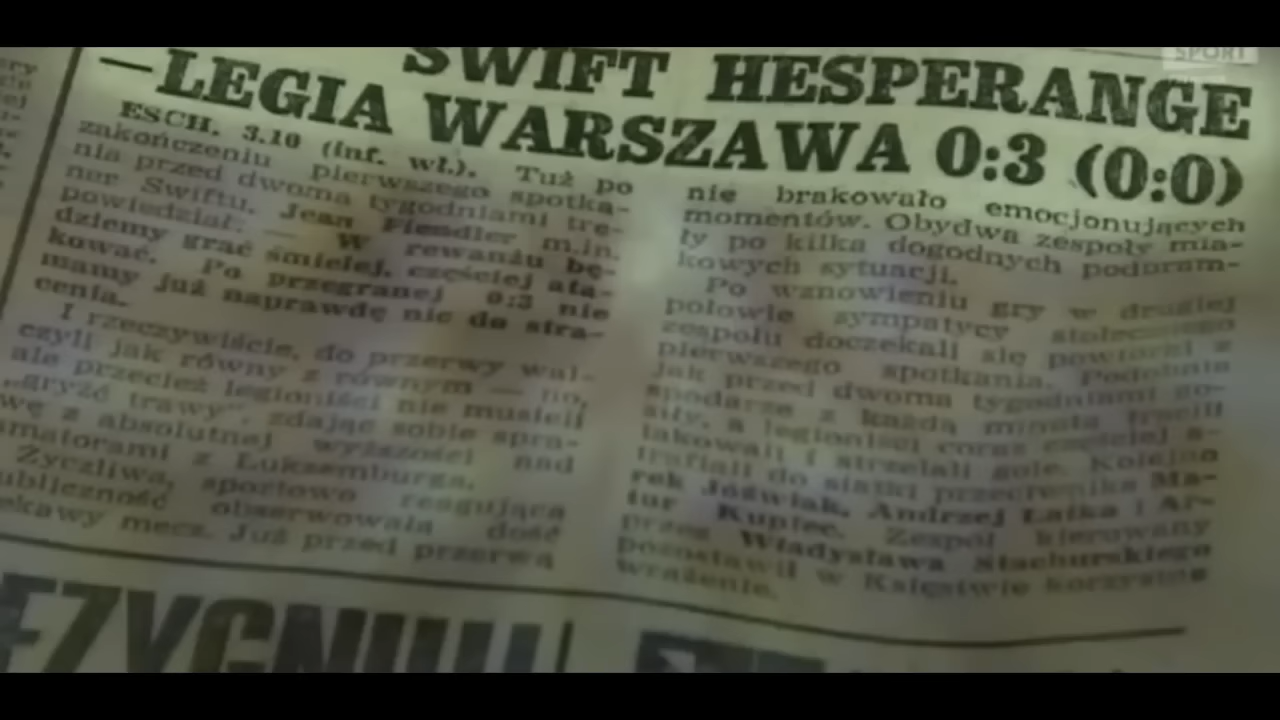 SWIFT HESPERANGE
—LEGIA WARSZAWA 0:3 (0:0)
ESCH. 3.10 (inf. wł.). Tuż po
zakończeniu pierwszego spotka-
nia przed dwoma tygodniami tre-
ner Swiftu, Jean Fiendler m.in.
powiedział: — W rewanżu bę-
dziemy grać śmielej, częściej ata-
kować. Po przegranej 0:3 nie
mamy już naprawdę nic do stra-
cenia.
I rzeczywiście, do przerwy wal-
czyli jak równy z równym — no,
ale przecież legioniści nie musieli
„gryźć trawy", zdając sobie spra-
wę z absolutnej wyższości nad
amatorami z Luksemburga.
Życzliwa, sportowo reagująca
ubliczność obserwowała dość
ekawy mecz. Już przed przerwą
nie brakowało emocjonujących
momentów. Obydwa zespoły mia-
ły po kilka dogodnych podbram-
kowych sytuacji.
Po wznowieniu gry w drugiej
połowie sympatycy stołecznego
zespołu doczekali się powtórki z
pierwszego spotkania. Podobnie
jak przed dwoma tygodniami go-
spodarze z każdą minutą tracili
siły, a legioniści coraz częściej a-
takowali i strzelali gole. Kolejno
trafiali do siatki przeciwnika Ma-
rek Jóźwiak, Andrzej Łatka i Ar-
tur Kupiec. Zespół kierowany
przez Władysława Stachurskiego
pozostawił w Księstwie korzystne
wrażenie.
SPORT